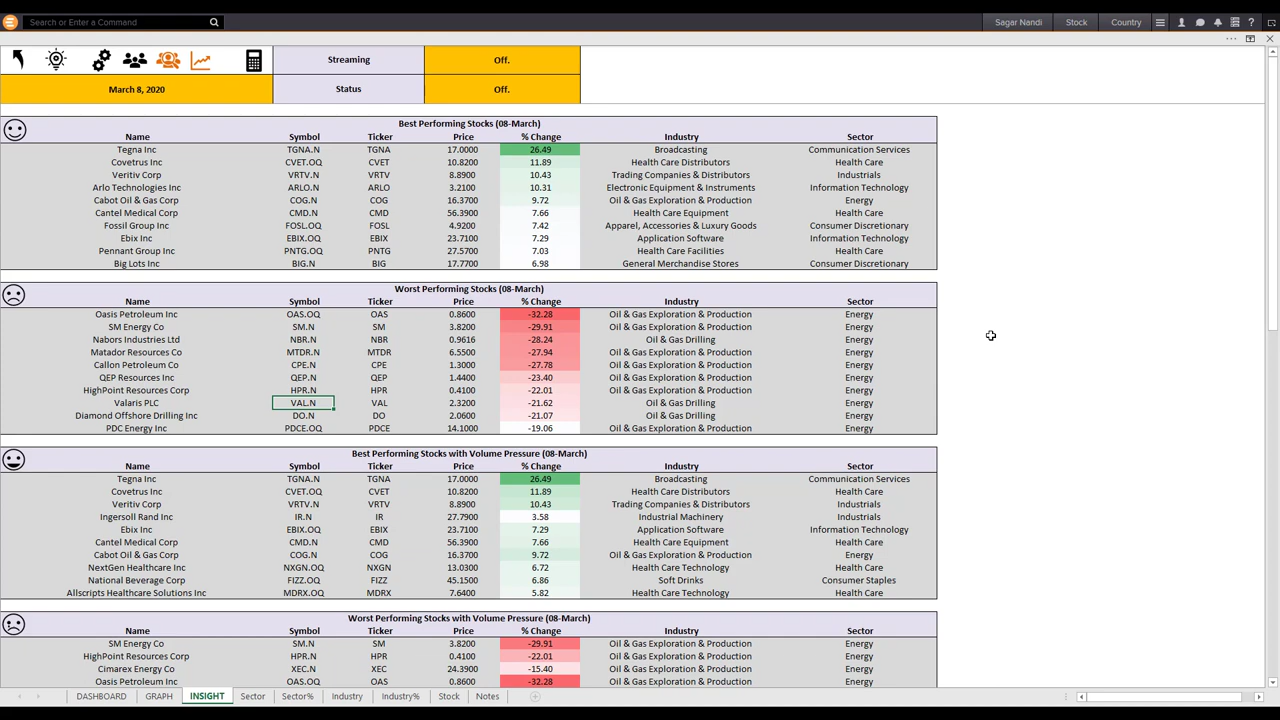 Search or Enter a Command Sagar Nandi Stock Country
Streaming Off.
March 8, 2020 Status Off.
Best Performing Stocks (08-March)
Name Symbol Ticker Price % Change Industry Sector
Tegna Inc TGNA.N TGNA 17.0000 26.49 Broadcasting Communication Services
Covetrus Inc CVET.OQ CVET 10.8200 11.89 Health Care Distributors Health Care
Veritiv Corp VRTV.N VRTV 8.8900 10.43 Trading Companies & Distributors Industrials
Arlo Technologies Inc ARLO.N ARLO 3.2100 10.31 Electronic Equipment & Instruments Information Technology
Cabot Oil & Gas Corp COG.N COG 16.3700 9.72 Oil & Gas Exploration & Production Energy
Cantel Medical Corp CMD.N CMD 56.3900 7.66 Health Care Equipment Health Care
Fossil Group Inc FOSL.OQ FOSL 4.9200 7.42 Apparel, Accessories & Luxury Goods Consumer Discretionary
Ebix Inc EBIX.OQ EBIX 23.7100 7.29 Application Software Information Technology
Pennant Group Inc PNTG.OQ PNTG 27.5700 7.03 Health Care Facilities Health Care
Big Lots Inc BIG.N BIG 17.7700 6.98 General Merchandise Stores Consumer Discretionary
Worst Performing Stocks (08-March)
Name Symbol Ticker Price % Change Industry Sector
Oasis Petroleum Inc OAS.OQ OAS 0.8600 -32.28 Oil & Gas Exploration & Production Energy
SM Energy Co SM.N SM 3.8200 -29.91 Oil & Gas Exploration & Production Energy
Nabors Industries Ltd NBR.N NBR 0.9616 -28.24 Oil & Gas Drilling Energy
Matador Resources Co MTDR.N MTDR 6.5500 -27.94 Oil & Gas Exploration & Production Energy
Callon Petroleum Co CPE.N CPE 1.3000 -27.78 Oil & Gas Exploration & Production Energy
QEP Resources Inc QEP.N QEP 1.4400 -23.40 Oil & Gas Exploration & Production Energy
HighPoint Resources Corp HPR.N HPR 0.4100 -22.01 Oil & Gas Exploration & Production Energy
Valaris PLC VAL.N VAL 2.3200 -21.62 Oil & Gas Drilling Energy
Diamond Offshore Drilling Inc DO.N DO 2.0600 -21.07 Oil & Gas Drilling Energy
PDC Energy Inc PDCE.OQ PDCE 14.1000 -19.06 Oil & Gas Exploration & Production Energy
Best Performing Stocks with Volume Pressure (08-March)
Name Symbol Ticker Price % Change Industry Sector
Tegna Inc TGNA.N TGNA 17.0000 26.49 Broadcasting Communication Services
Covetrus Inc CVET.OQ CVET 10.8200 11.89 Health Care Distributors Health Care
Veritiv Corp VRTV.N VRTV 8.8900 10.43 Trading Companies & Distributors Industrials
Ingersoll Rand Inc IR.N IR 27.7900 3.58 Industrial Machinery Industrials
Ebix Inc EBIX.OQ EBIX 23.7100 7.29 Application Software Information Technology
Cantel Medical Corp CMD.N CMD 56.3900 7.66 Health Care Equipment Health Care
Cabot Oil & Gas Corp COG.N COG 16.3700 9.72 Oil & Gas Exploration & Production Energy
NextGen Healthcare Inc NXGN.OQ NXGN 13.0300 6.72 Health Care Technology Health Care
National Beverage Corp FIZZ.OQ FIZZ 45.1500 6.86 Soft Drinks Consumer Staples
Allscripts Healthcare Solutions Inc MDRX.OQ MDRX 7.6400 5.82 Health Care Technology Health Care
Worst Performing Stocks with Volume Pressure (08-March)
Name Symbol Ticker Price % Change Industry Sector
SM Energy Co SM.N SM 3.8200 -29.91 Oil & Gas Exploration & Production Energy
HighPoint Resources Corp HPR.N HPR 0.4100 -22.01 Oil & Gas Exploration & Production Energy
Cimarex Energy Co XEC.N XEC 24.3900 -15.40 Oil & Gas Exploration & Production Energy
Oasis Petroleum Inc OAS.OQ OAS 0.8600 -32.28 Oil & Gas Exploration & Production Energy
DASHBOARD GRAPH INSIGHT Sector Sector% Industry Industry% Stock Notes